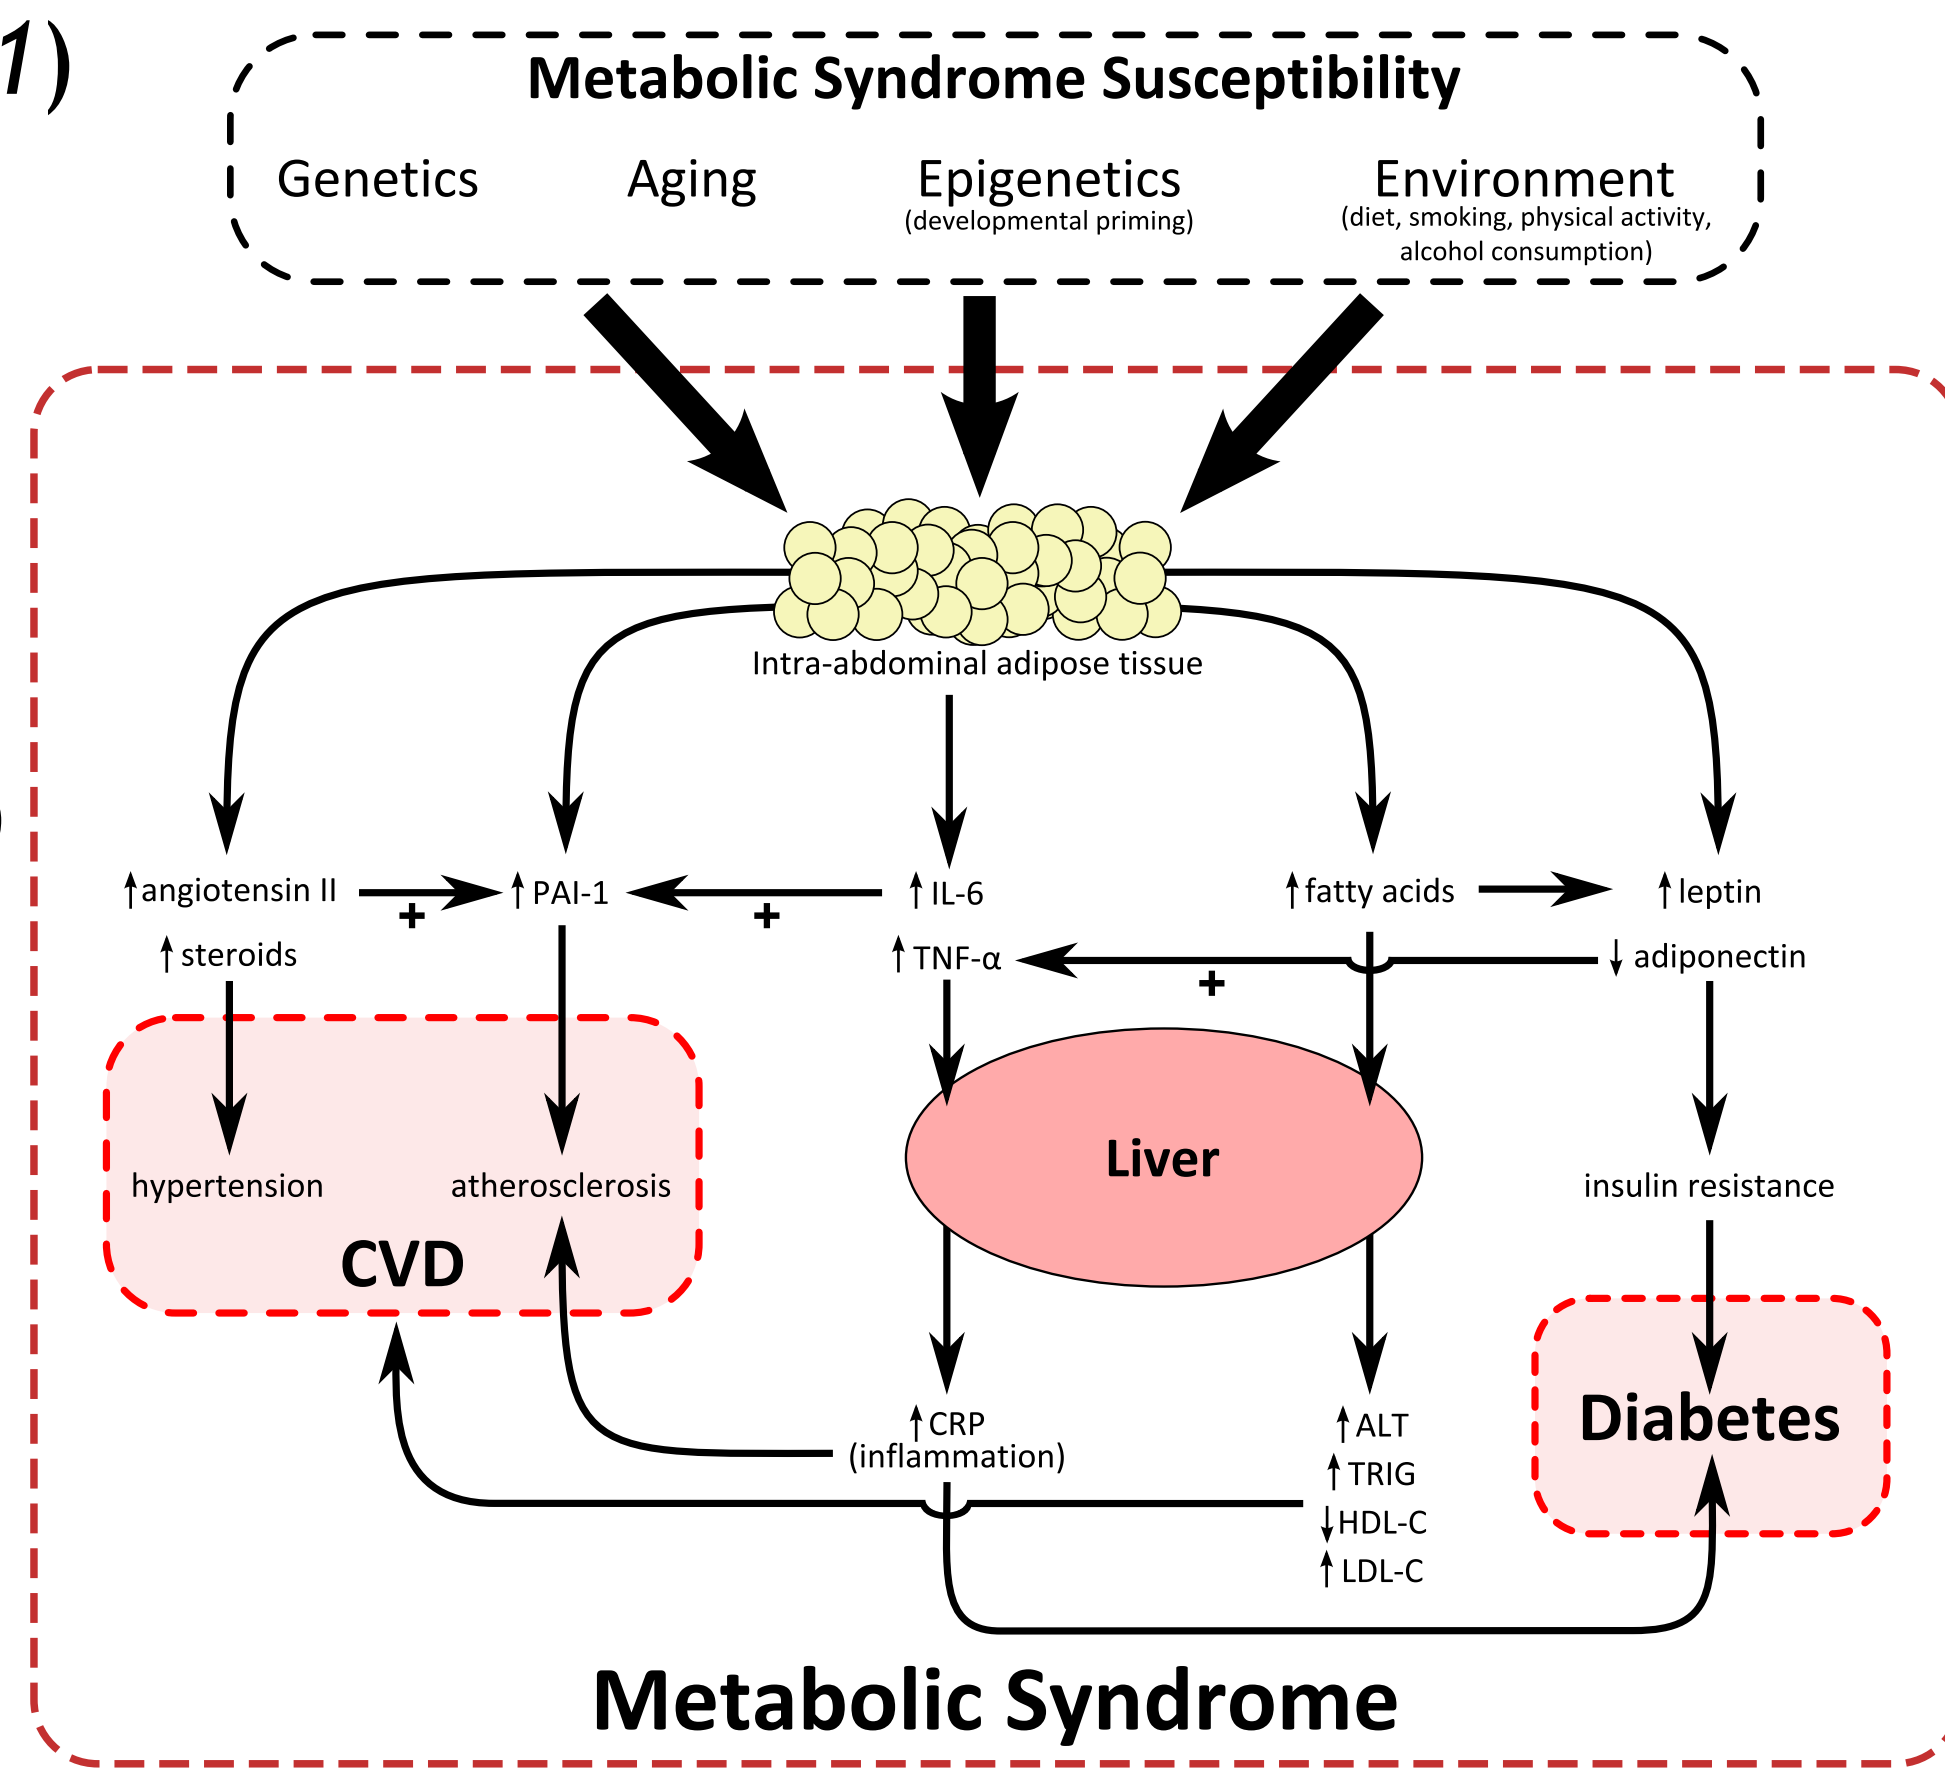 1)
Metabolic Syndrome Susceptibility
Genetics
Aging
Epigenetics
(developmental priming)
Environment
(diet, smoking, physical activity,
alcohol consumption)
Intra-abdominal adipose tissue
↑ angiotensin II
+
↑ PAI-1
+
↑ IL-6
↑ fatty acids
↑ leptin
↑ steroids
↑ TNF-α
+
↓ adiponectin
Liver
hypertension
atherosclerosis
insulin resistance
CVD
Diabetes
↑ CRP
(inflammation)
↑ ALT
↑ TRIG
↓ HDL-C
↑ LDL-C
Metabolic Syndrome